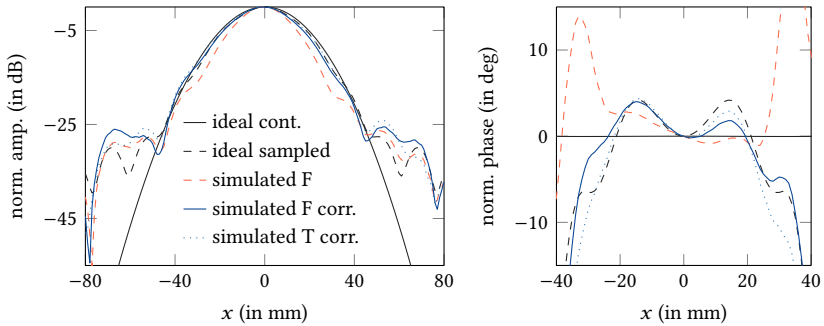 norm. amp. (in dB)
−5
−25
−45
ideal cont.
ideal sampled
simulated F
simulated F corr.
simulated T corr.
−80 −40 0 40 80
x (in mm)
norm. phase (in deg)
10
0
−10
−40 −20 0 20 40
x (in mm)